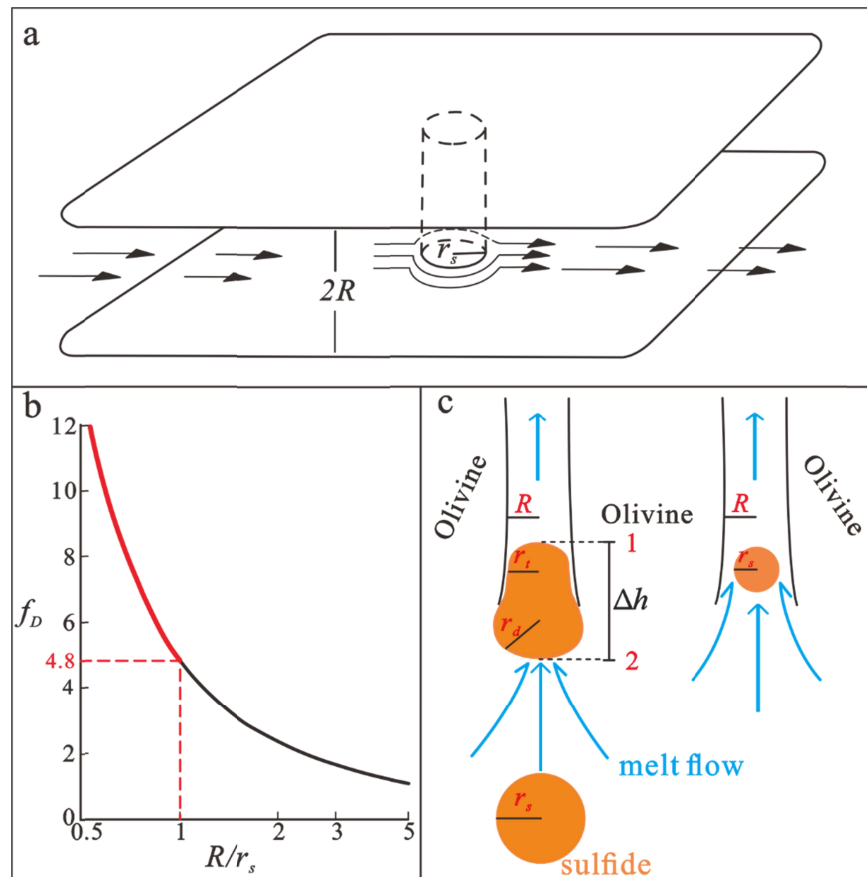 a
r_s
2R
b
12
10
8
6
4.8
4
2
0
f_D
0.5
1
2
3
5
R/r_s
c
Olivine
R
r_t
r_d
Olivine
1
Δh
2
R
r_s
Olivine
melt flow
r_s
sulfide